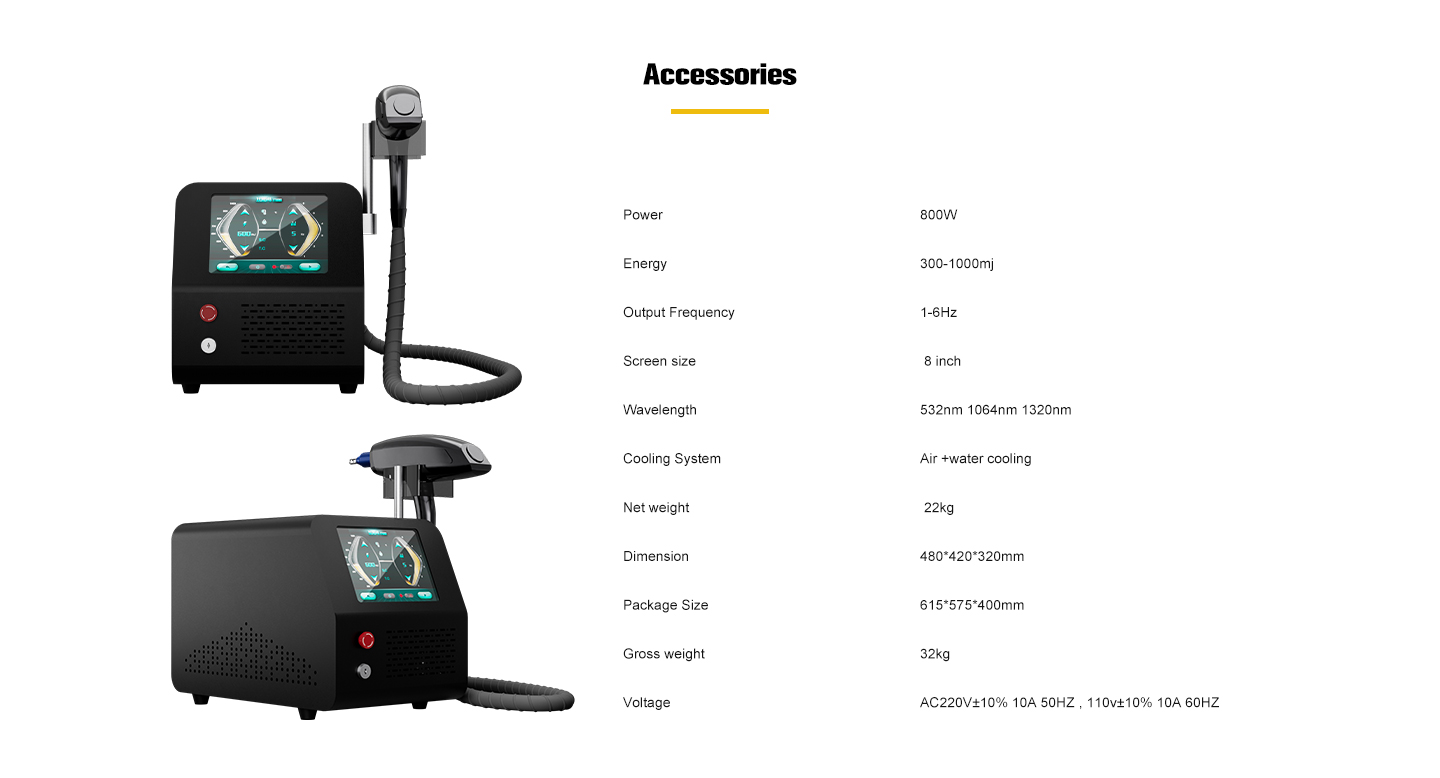 Accessories
Power 800W
Energy 300-1000mj
Output Frequency 1-6Hz
Screen size 8 inch
Wavelength 532nm 1064nm 1320nm
Cooling System Air +water cooling
Net weight 22kg
Dimension 480*420*320mm
Package Size 615*575*400mm
Gross weight 32kg
Voltage AC220V±10% 10A 50HZ , 110v±10% 10A 60HZ